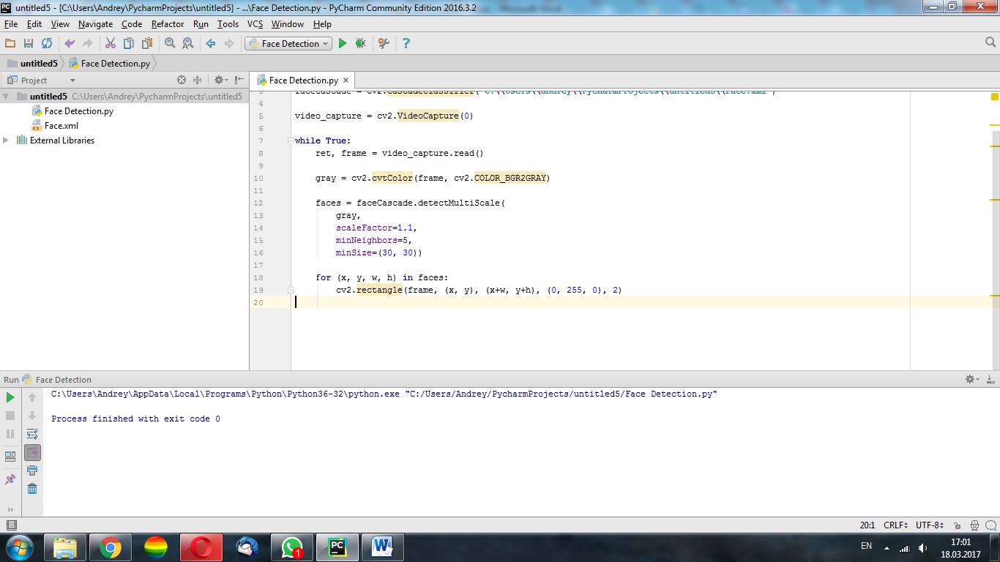 untitled5 - [C:\Users\Andrey\PycharmProjects\untitled5] - ...\Face Detection.py - PyCharm Community Edition 2016.3.2
Microsoft Word
File Edit View Navigate Code Refactor Run Tools VCS Window Help
Face Detection
untitled5 Face Detection.py
Project
Face Detection.py
untitled5 C:\Users\Andrey\PycharmProjects\untitled5
Face Detection.py
Face.xml
External Libraries
3 faceCascade = cv2.CascadeClassifier('C:\\Users\\andrey\\PycharmProjects\\untitled5\\Face.xml')
4
5 video_capture = cv2.VideoCapture(0)
6
7 while True:
8 ret, frame = video_capture.read()
9
10 gray = cv2.cvtColor(frame, cv2.COLOR_BGR2GRAY)
11
12 faces = faceCascade.detectMultiScale(
13 gray,
14 scaleFactor=1.1,
15 minNeighbors=5,
16 minSize=(30, 30))
17
18 for (x, y, w, h) in faces:
19 cv2.rectangle(frame, (x, y), (x+w, y+h), (0, 255, 0), 2)
20
Run Face Detection
C:\Users\Andrey\AppData\Local\Programs\Python\Python36-32\python.exe "C:/Users/Andrey/PycharmProjects/untitled5/Face Detection.py"
Process finished with exit code 0
20:1 CRLF UTF-8
1
EN
17:01
18.03.2017